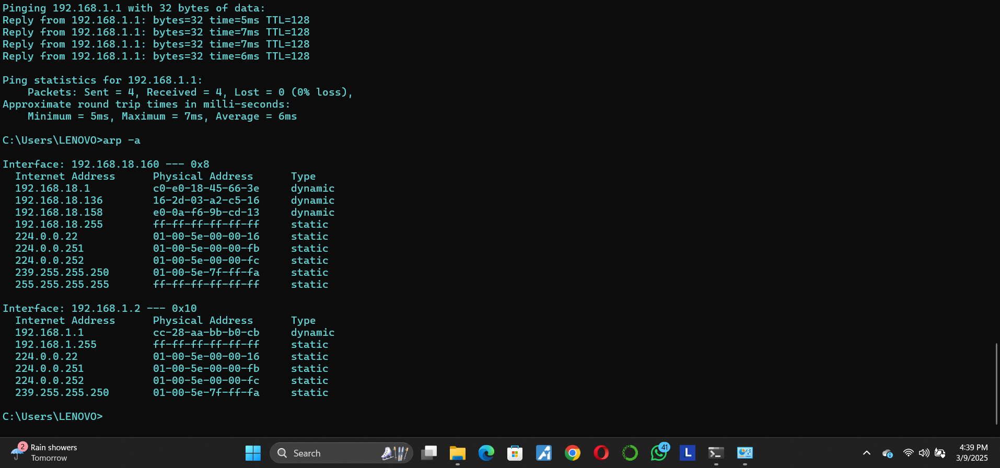 Pinging 192.168.1.1 with 32 bytes of data:
Reply from 192.168.1.1: bytes=32 time=5ms TTL=128
Reply from 192.168.1.1: bytes=32 time=7ms TTL=128
Reply from 192.168.1.1: bytes=32 time=7ms TTL=128
Reply from 192.168.1.1: bytes=32 time=6ms TTL=128
Ping statistics for 192.168.1.1:
    Packets: Sent = 4, Received = 4, Lost = 0 (0% loss),
Approximate round trip times in milli-seconds:
    Minimum = 5ms, Maximum = 7ms, Average = 6ms
C:\Users\LENOVO>arp -a
Interface: 192.168.18.160 --- 0x8
  Internet Address      Physical Address      Type
  192.168.18.1          c0-e0-18-45-66-3e     dynamic
  192.168.18.136        16-2d-03-a2-c5-16     dynamic
  192.168.18.158        e0-0a-f6-9b-cd-13     dynamic
  192.168.18.255        ff-ff-ff-ff-ff-ff     static
  224.0.0.22            01-00-5e-00-00-16     static
  224.0.0.251           01-00-5e-00-00-fb     static
  224.0.0.252           01-00-5e-00-00-fc     static
  239.255.255.250       01-00-5e-7f-ff-fa     static
  255.255.255.255       ff-ff-ff-ff-ff-ff     static
Interface: 192.168.1.2 --- 0x10
  Internet Address      Physical Address      Type
  192.168.1.1           cc-28-aa-bb-b0-cb     dynamic
  192.168.1.255         ff-ff-ff-ff-ff-ff     static
  224.0.0.22            01-00-5e-00-00-16     static
  224.0.0.251           01-00-5e-00-00-fb     static
  224.0.0.252           01-00-5e-00-00-fc     static
  239.255.255.250       01-00-5e-7f-ff-fa     static
C:\Users\LENOVO>
2
Rain showers
Tomorrow
Search
41
L
4:39 PM
3/9/2025